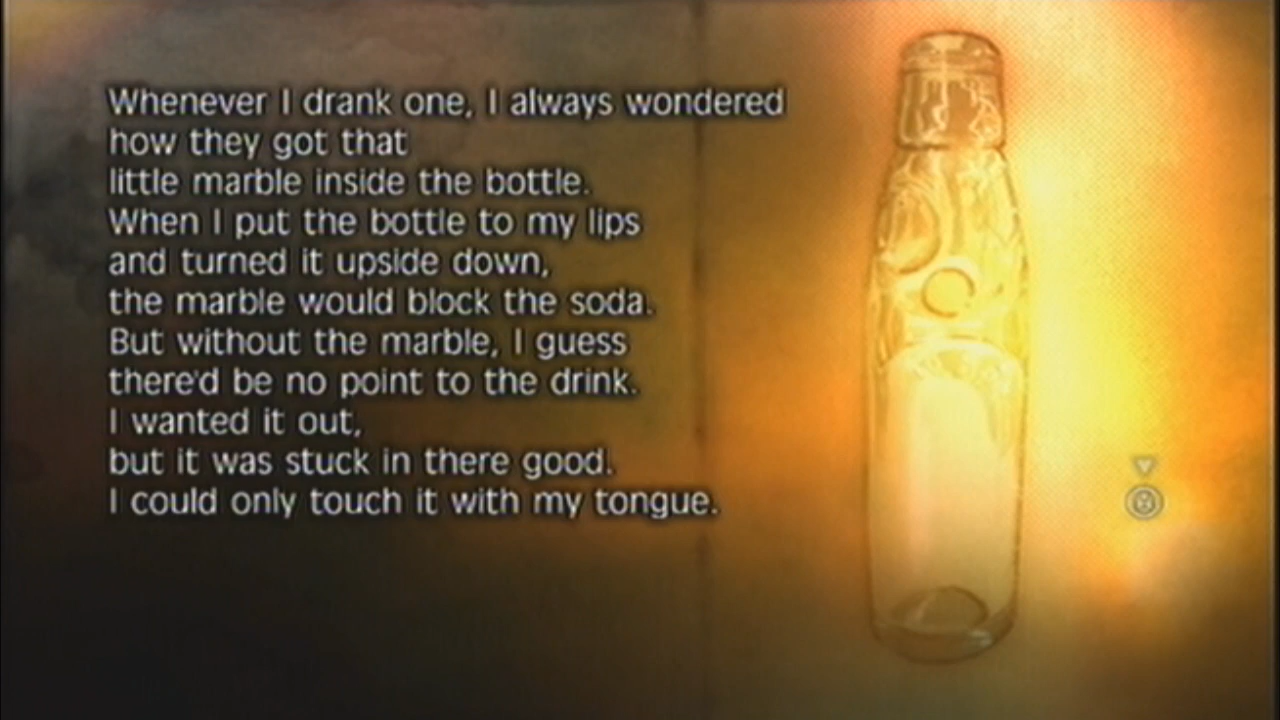 Whenever I drank one, I always wondered
how they got that
little marble inside the bottle.
When I put the bottle to my lips
and turned it upside down,
the marble would block the soda.
But without the marble, I guess
there'd be no point to the drink.
I wanted it out,
but it was stuck in there good.
I could only touch it with my tongue.